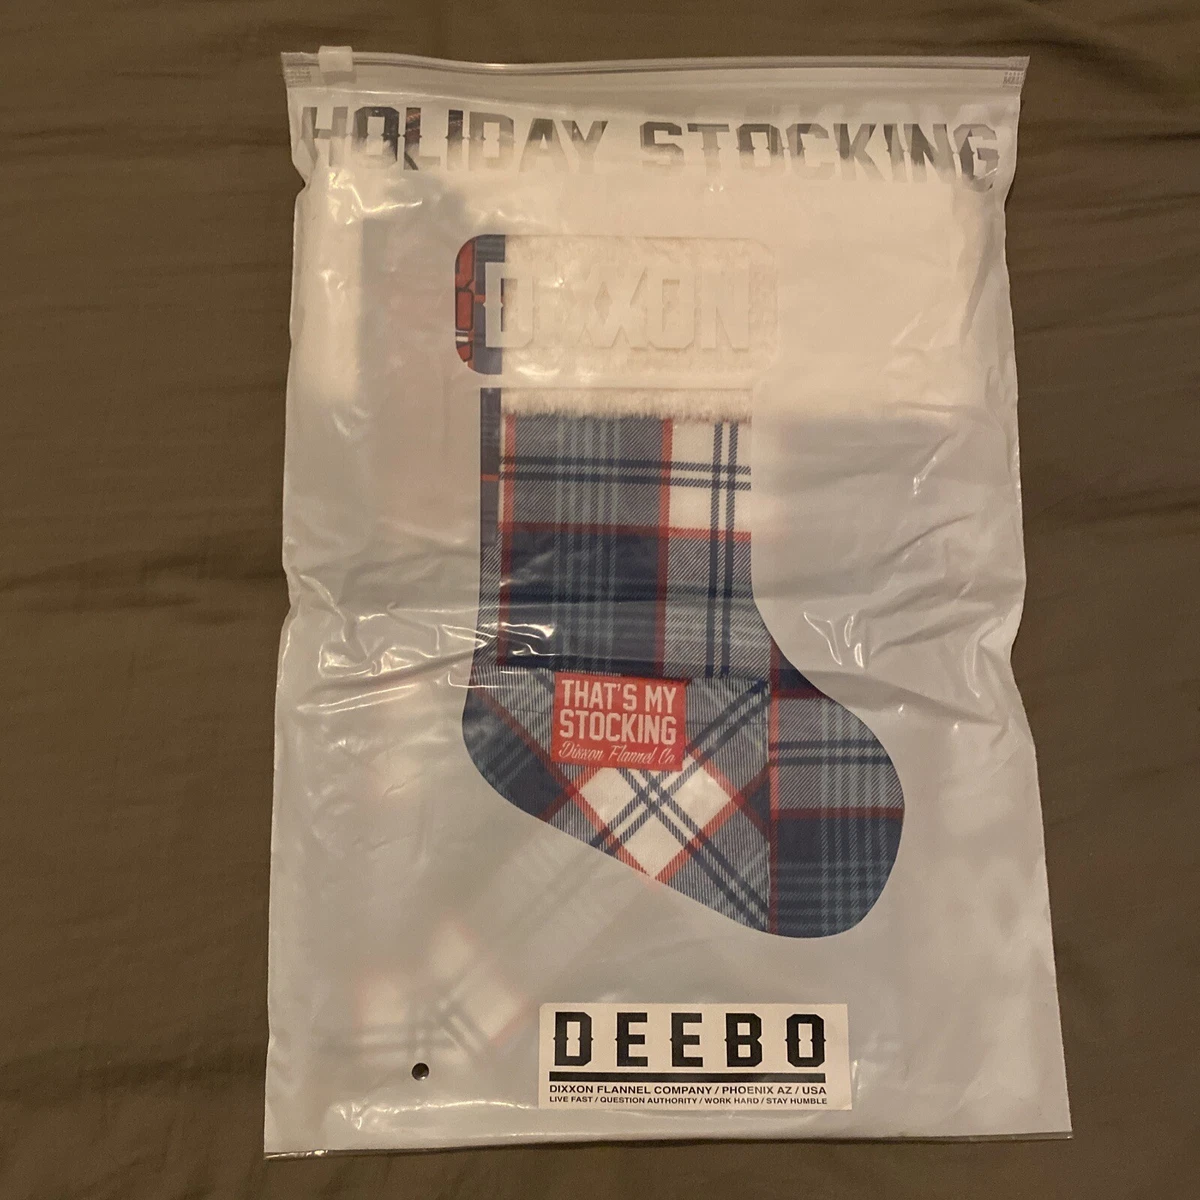 HOLIDAY STOCKING
DIXXON
THAT'S MY
STOCKING
Dixxon Flannel Co
DEEBO
DIXXON FLANNEL COMPANY / PHOENIX AZ / USA
LIVE FAST / QUESTION AUTHORITY / WORK HARD / STAY HUMBLE